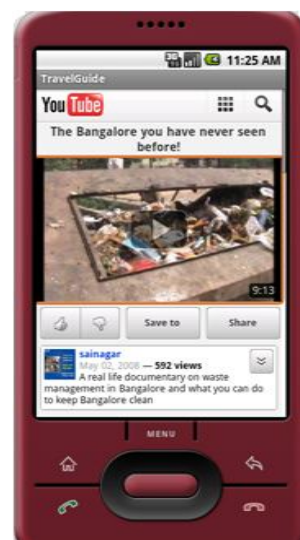 3G
11:25 AM
TravelGuide
YouTube
The Bangalore you have never seen
before!
9:13
Save to
Share
sainagar
May 02, 2008 — 592 views
A real life documentary on waste
management in Bangalore and what you can do
to keep Bangalore clean
MENU